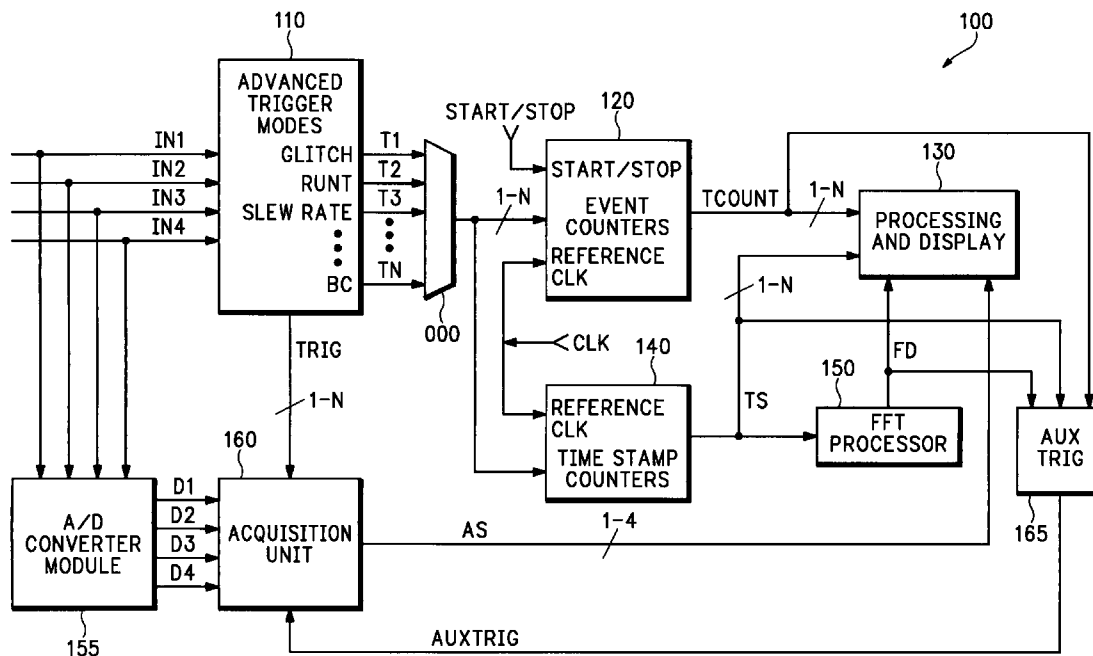 100
110
ADVANCED
TRIGGER
MODES
GLITCH
RUNT
SLEW RATE
BC
IN1
IN2
IN3
IN4
T1
T2
T3
TN
000
START/STOP
1-N
120
START/STOP
EVENT
COUNTERS
REFERENCE
CLK
TCOUNT
1-N
130
PROCESSING
AND DISPLAY
1-N
CLK
TRIG
1-N
140
REFERENCE
CLK
TIME STAMP
COUNTERS
TS
FD
150
FFT
PROCESSOR
AUX
TRIG
165
160
ACQUISITION
UNIT
D1
D2
D3
D4
A/D
CONVERTER
MODULE
155
AS
1-4
AUXTRIG